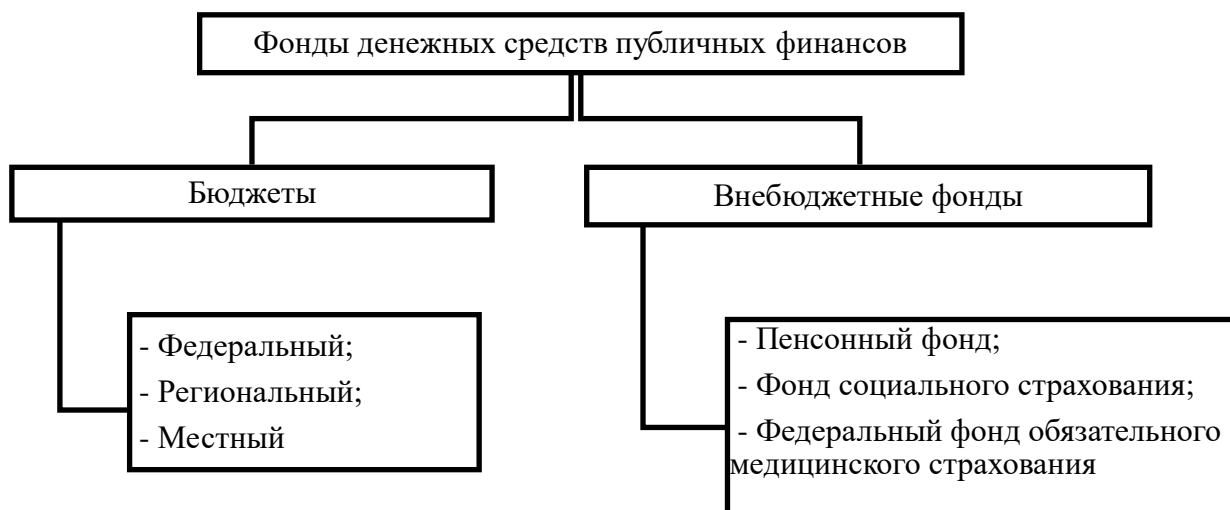 Фонды денежных средств публичных финансов
Бюджеты
Внебюджетные фонды
- Федеральный;
- Региональный;
- Местный
- Пенсонный фонд;
- Фонд социального страхования;
- Федеральный фонд обязательного
медицинского страхования